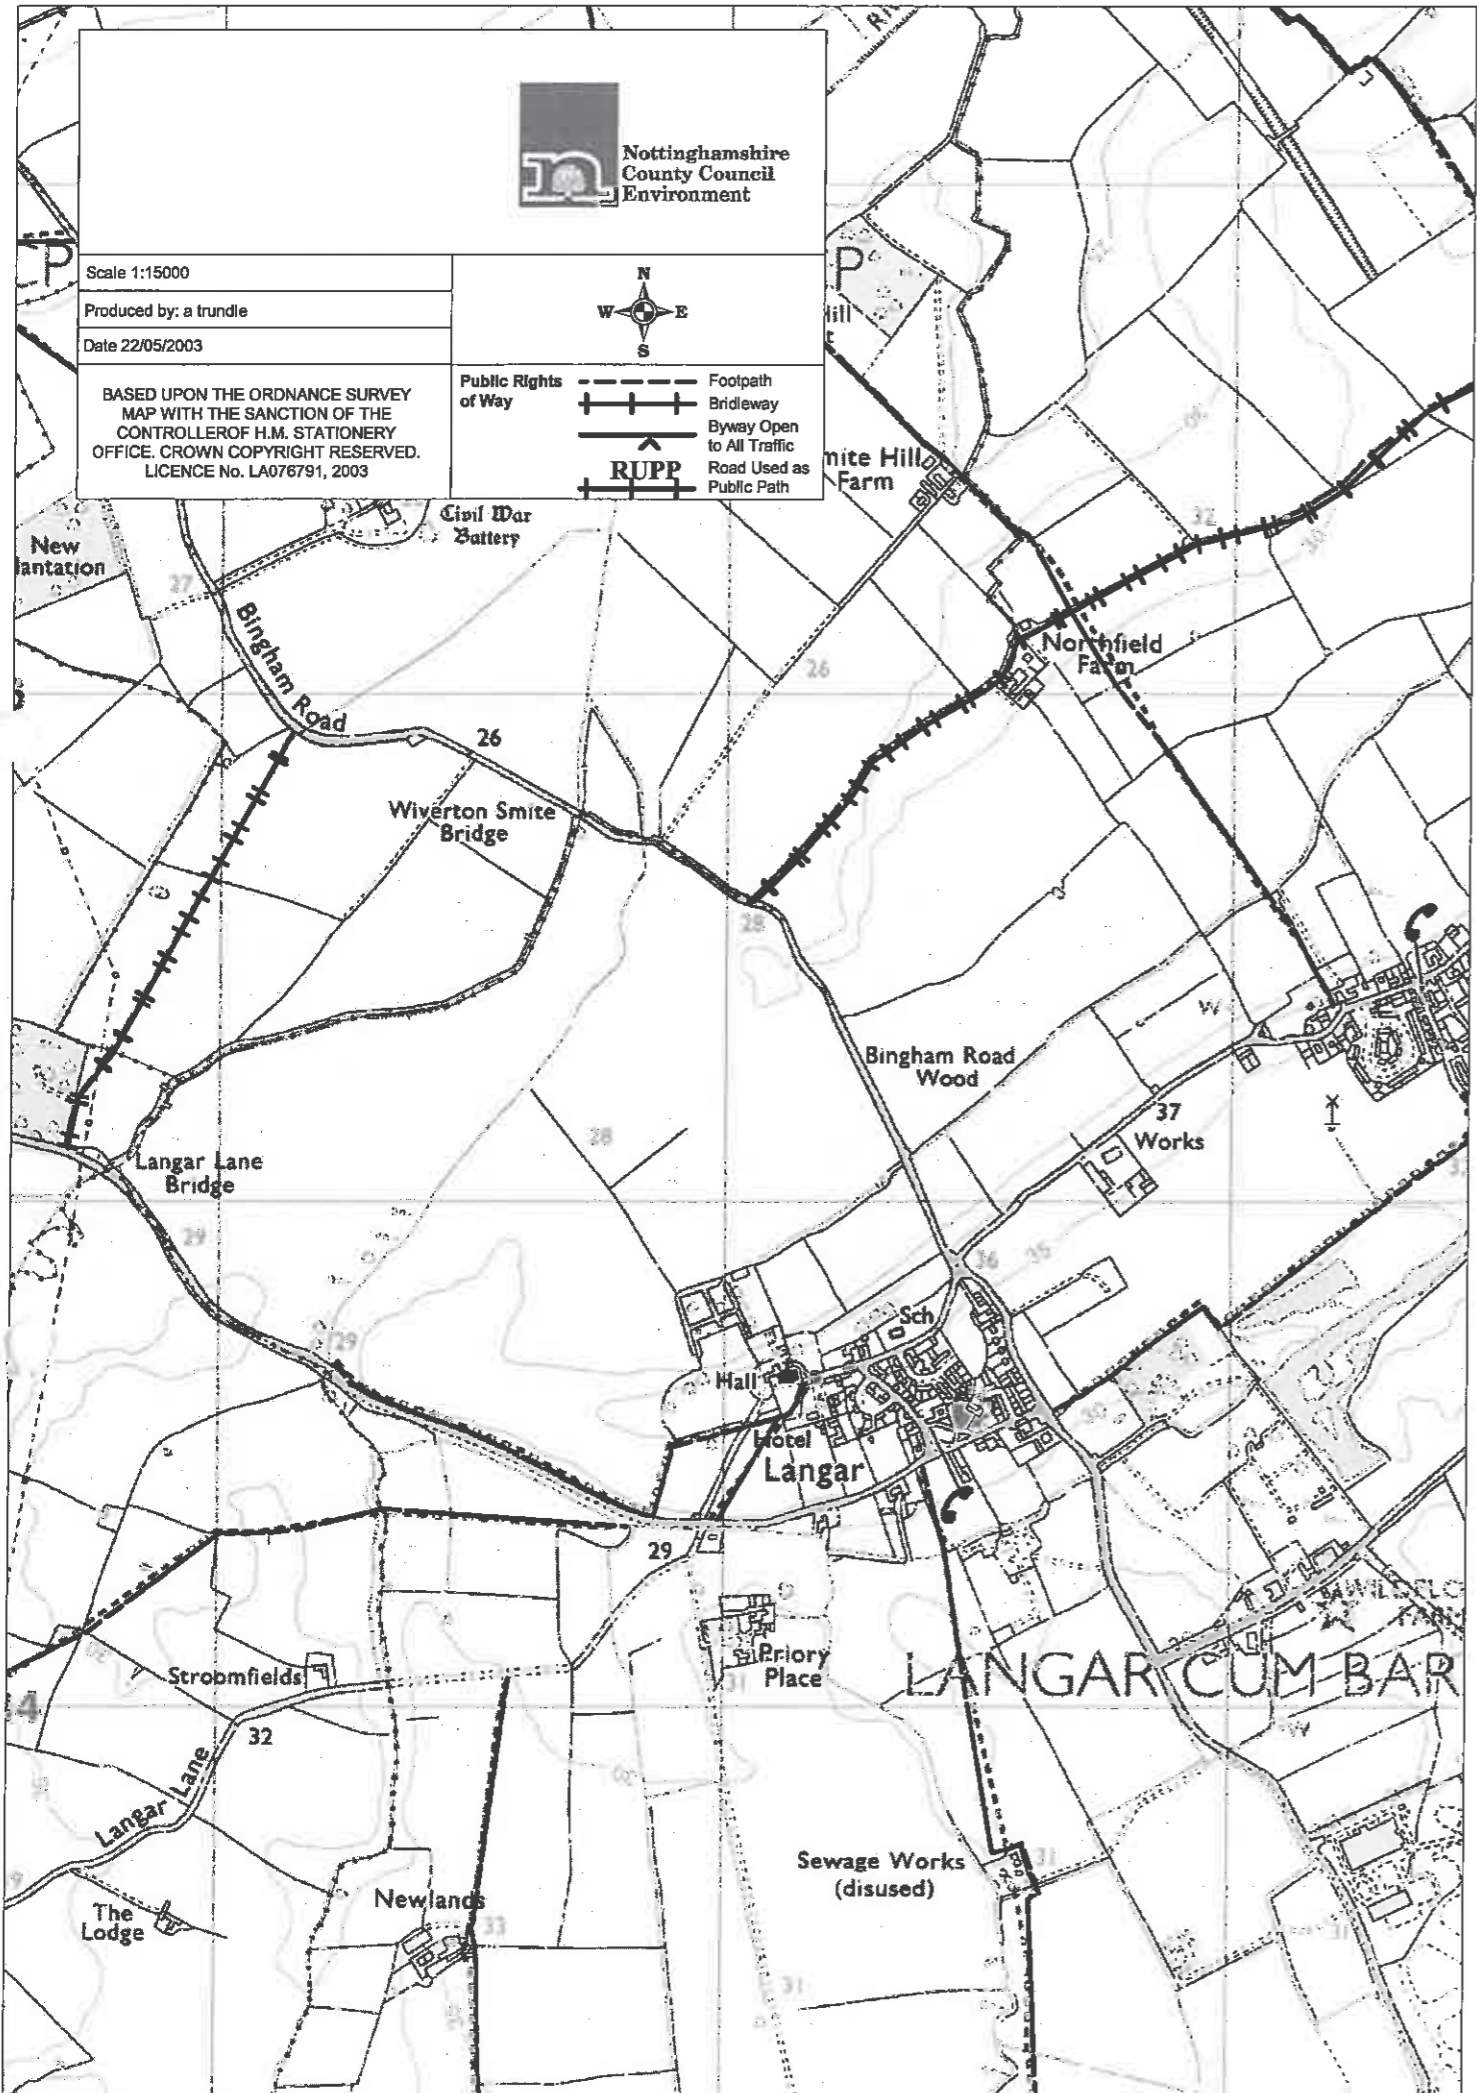 Nottinghamshire
County Council
Environment
Scale 1:15000
Produced by: a trundle
Date 22/05/2003
BASED UPON THE ORDNANCE SURVEY
MAP WITH THE SANCTION OF THE
CONTROLLEROF H.M. STATIONERY
OFFICE. CROWN COPYRIGHT RESERVED.
LICENCE No. LA076791, 2003
N
W E
S
Public Rights
of Way
Footpath
Bridleway
Byway Open
to All Traffic
RUPP
Road Used as
Public Path
P
P
mite Hill
Farm
Civil War
Battery
New
lantation
27
32
Bingham Road
Northfield
Farm
26
26
Wiverton Smite
Bridge
28
Bingham Road
Wood
W
37
Works
28
Langar Lane
Bridge
29
36
35
Sch
29
Hall
Hotel
Langar
30
29
Priory
Place
LANGAR CUM BAR
Stroomfields
31
4
32
W
Langar Lane
30
Sewage Works
(disused)
31
Newlands
The
Lodge
33
31
31